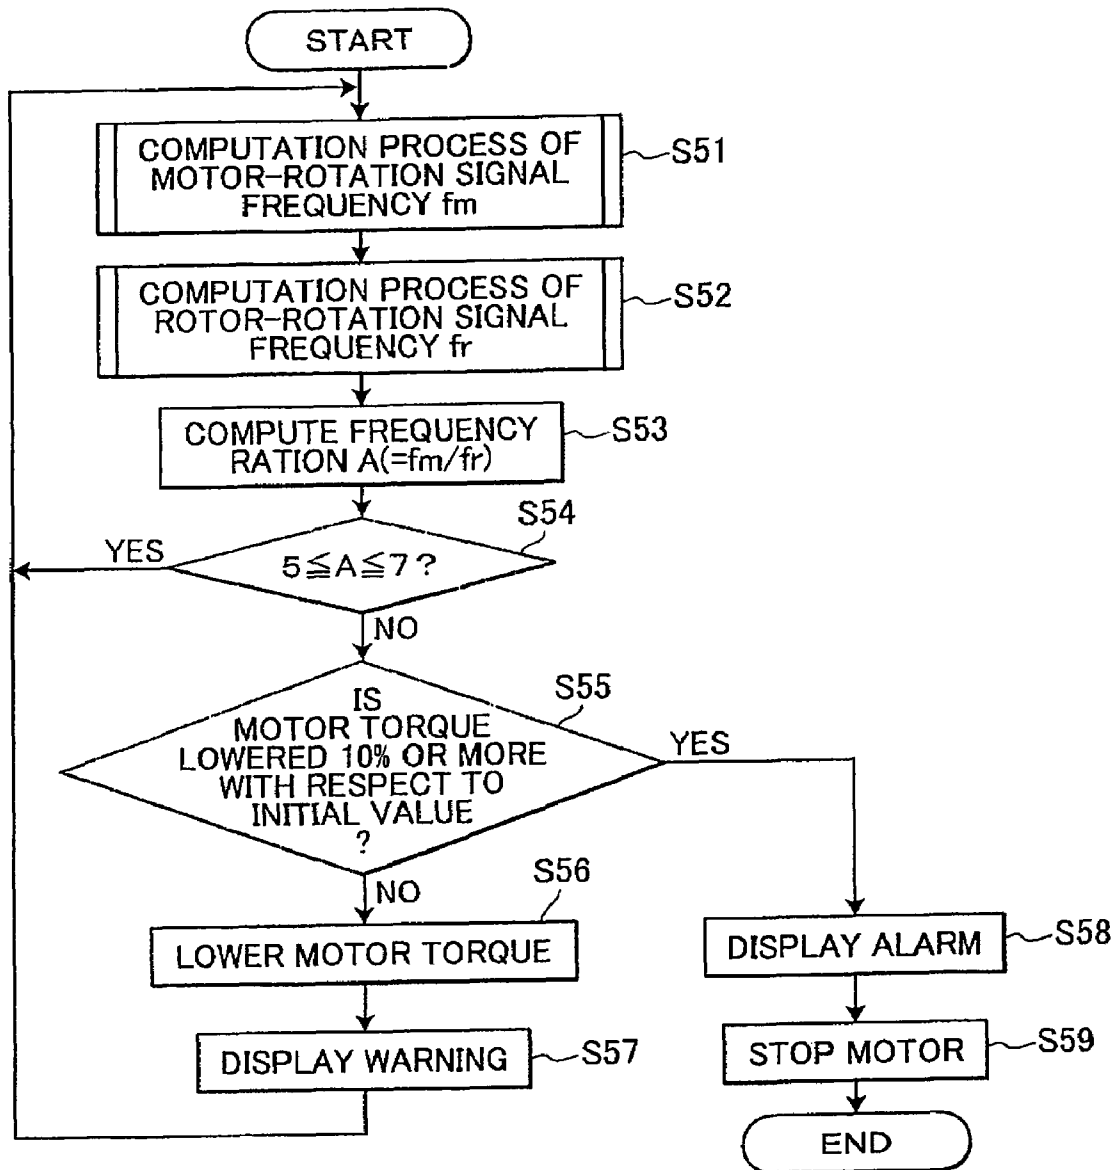 START
COMPUTATION PROCESS OF
MOTOR-ROTATION SIGNAL
FREQUENCY fm
S51
COMPUTATION PROCESS OF
ROTOR-ROTATION SIGNAL
FREQUENCY fr
S52
COMPUTE FREQUENCY
RATION A(=fm/fr)
S53
S54
YES
5≦A≦7?
NO
S55
IS
MOTOR TORQUE
LOWERED 10% OR MORE
WITH RESPECT TO
INITIAL VALUE
?
YES
NO
S56
LOWER MOTOR TORQUE
DISPLAY ALARM
S58
DISPLAY WARNING
S57
STOP MOTOR
S59
END